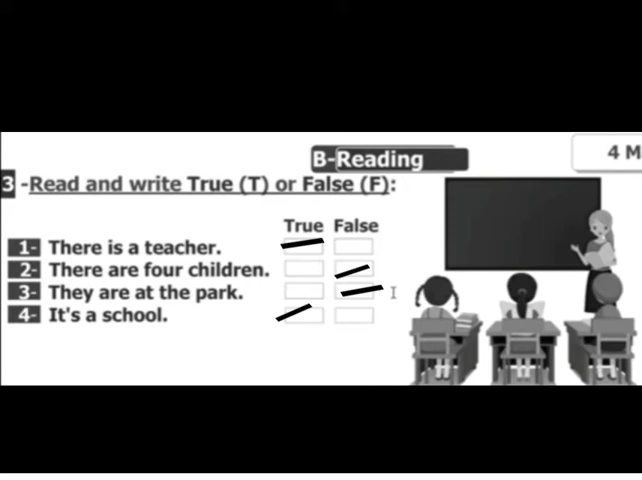 B-Reading
4 M
3 -Read and write True (T) or False (F):
True False
1- There is a teacher.
2- There are four children.
3- They are at the park.
4- It's a school.